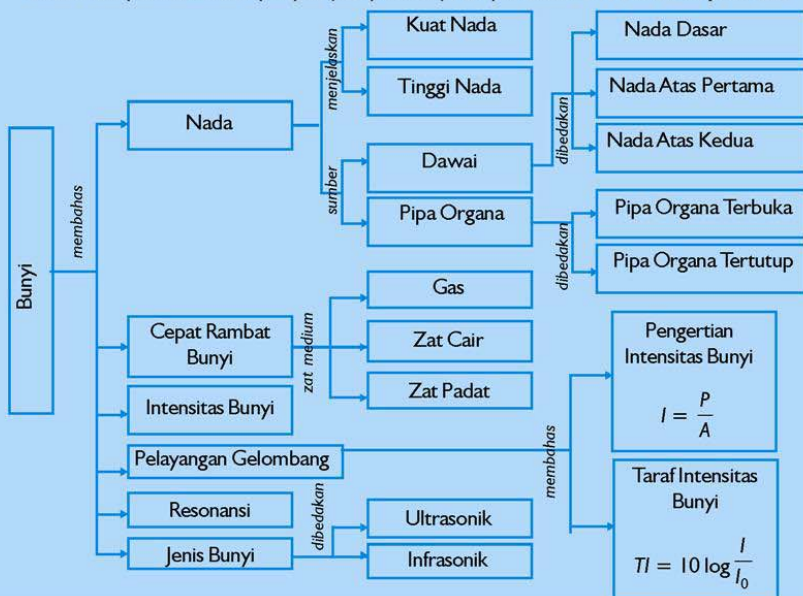 Bunyi
membahas
Nada
menjelaskan
Kuat Nada
Tinggi Nada
sumber
Dawai
Pipa Organa
dibedakan
Nada Dasar
Nada Atas Pertama
Nada Atas Kedua
dibedakan
Pipa Organa Terbuka
Pipa Organa Tertutup
Cepat Rambat
Bunyi
zat medium
Gas
Zat Cair
Zat Padat
Intensitas Bunyi
Pelayangan Gelombang
membahas
Pengertian
Intensitas Bunyi
I = P/A
Taraf Intensitas
Bunyi
TI = 10 log I/I₀
Resonansi
Jenis Bunyi
dibedakan
Ultrasonik
Infrasonik